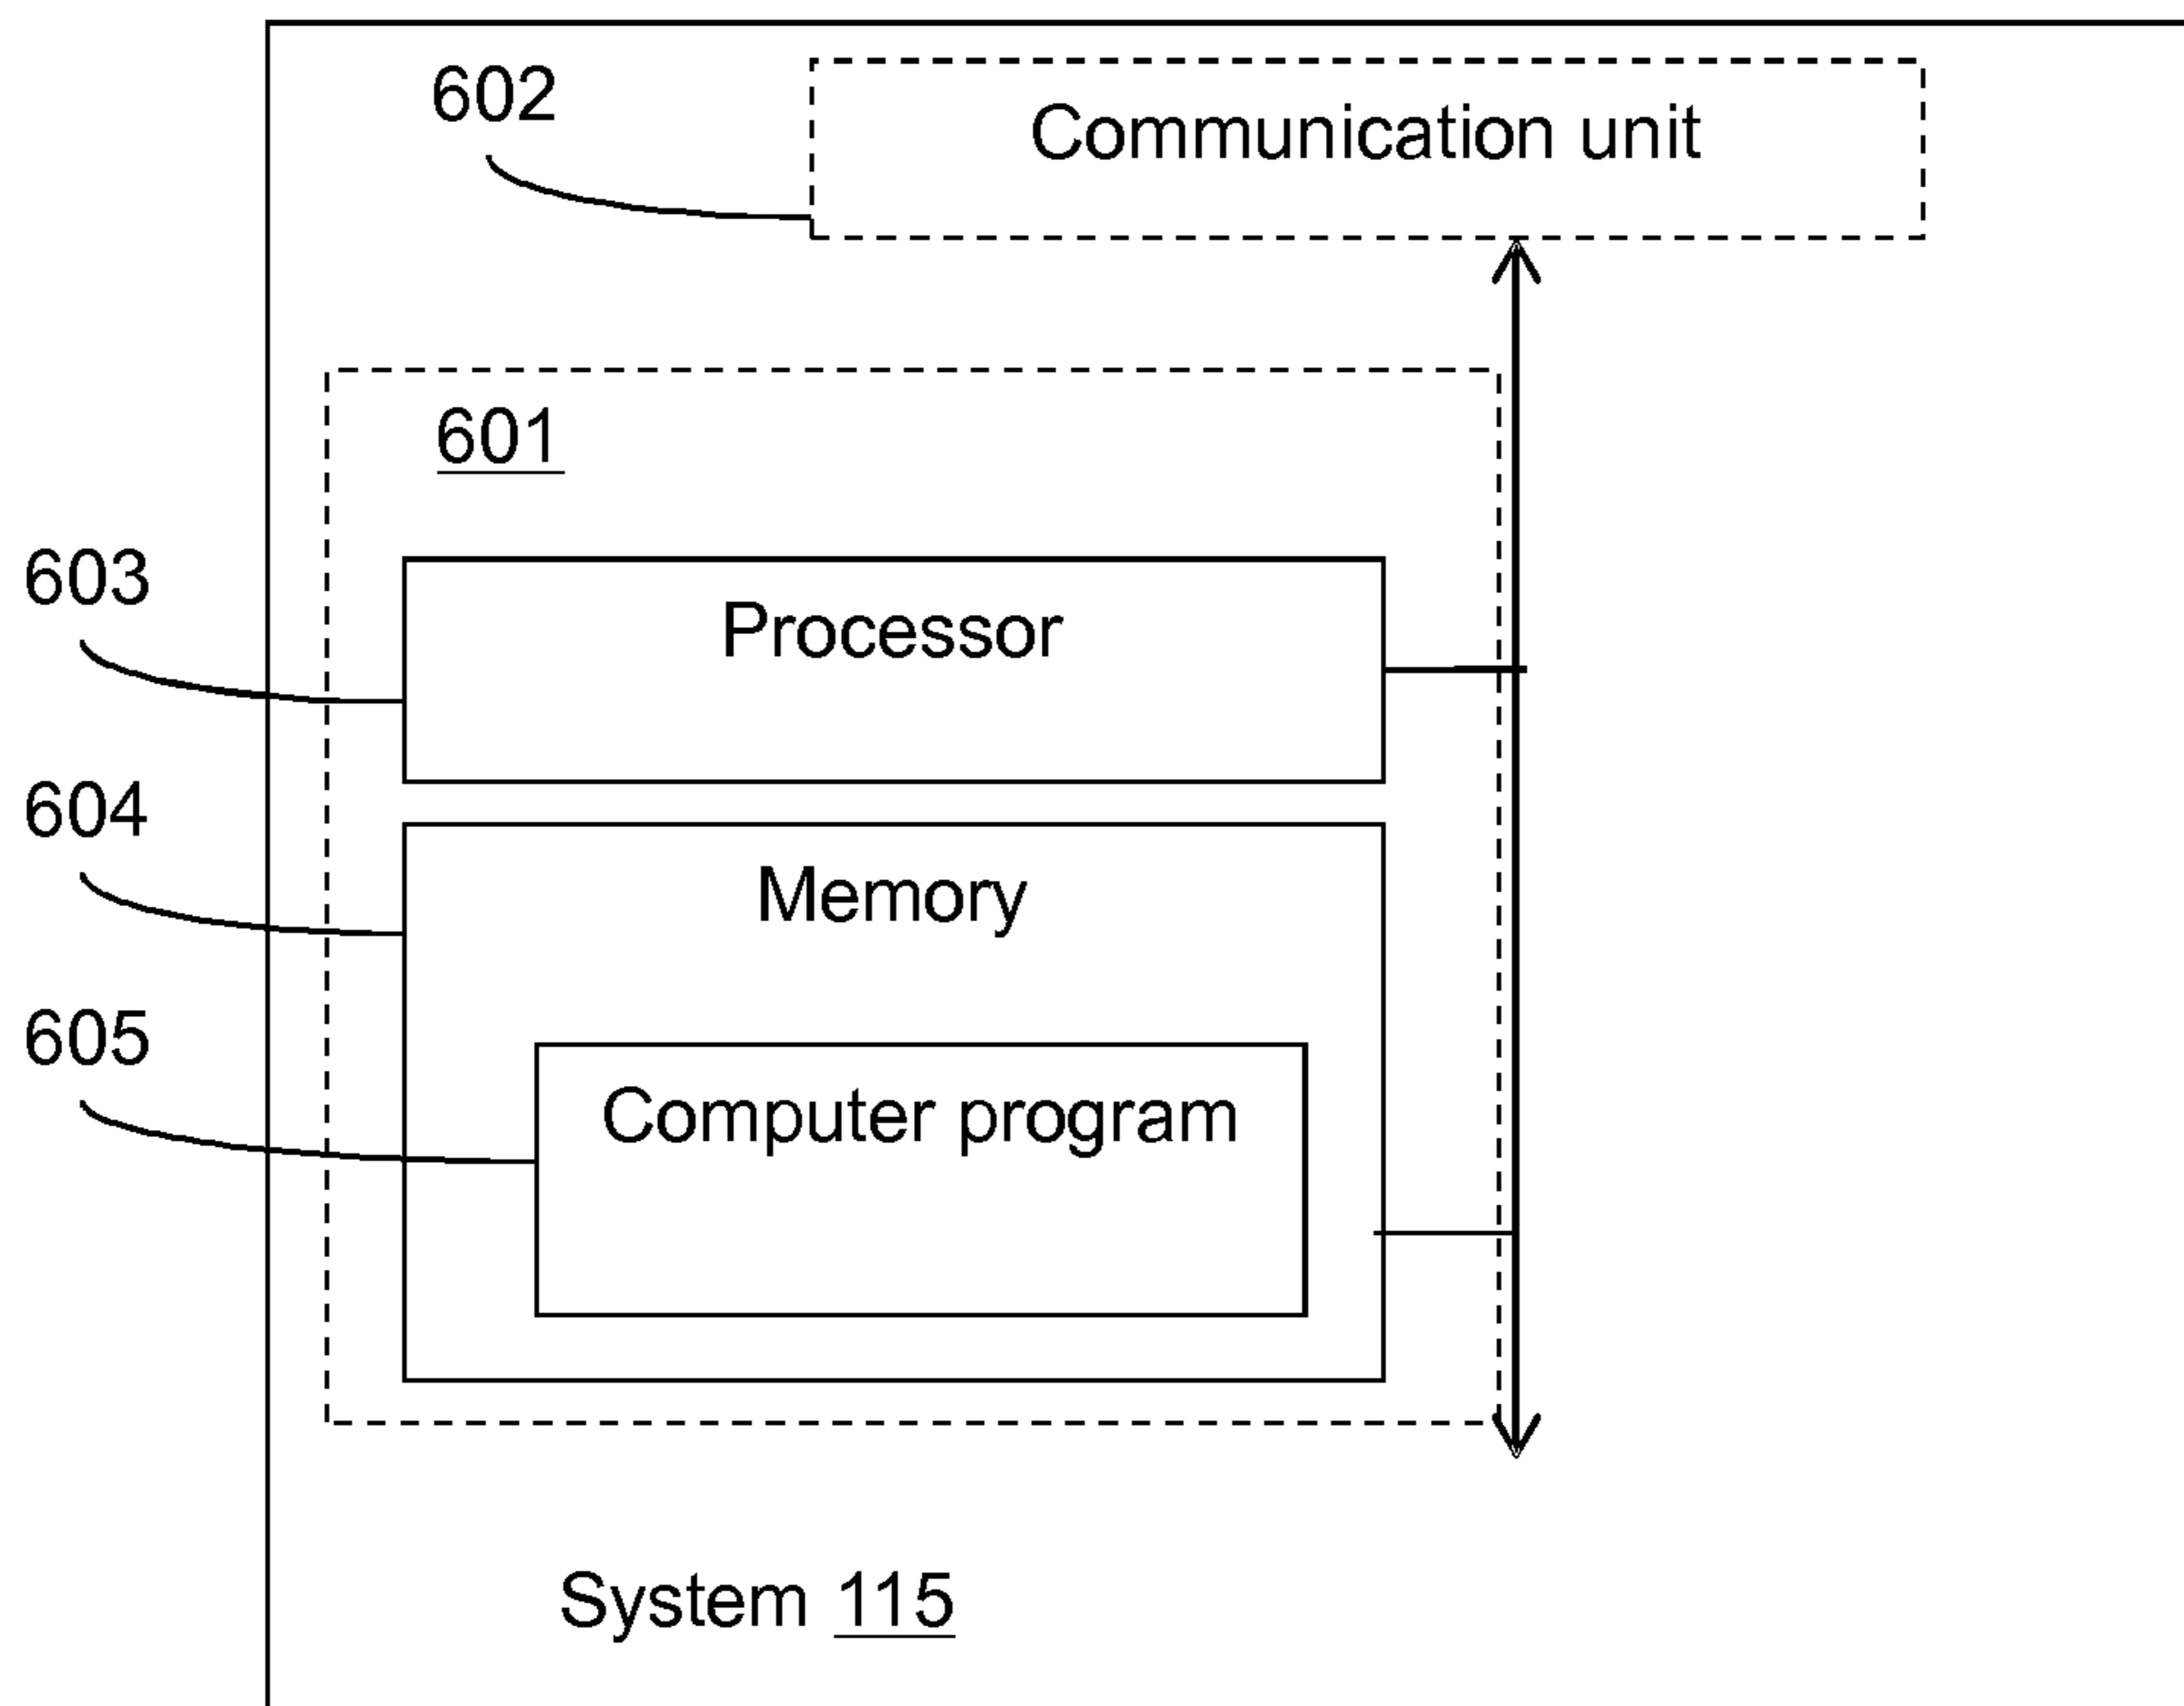 602
Communication unit
601
603
Processor
604
Memory
605
Computer program
System 115